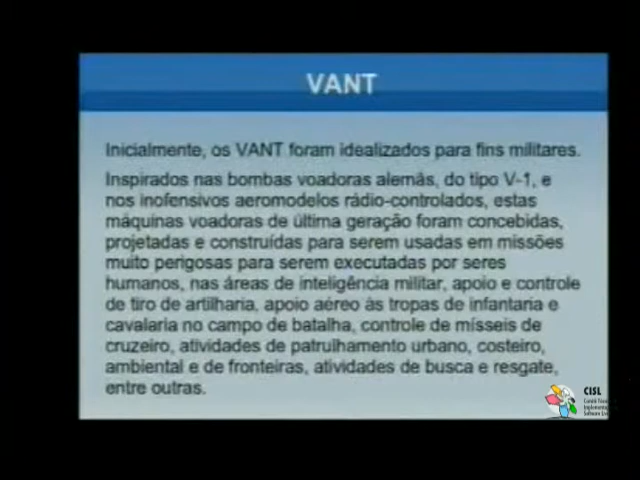 VANT
Inicialmente, os VANT foram idealizados para fins militares.
Inspirados nas bombas voadoras alemãs, do tipo V-1, e
nos inofensivos aeromodelos rádio-controlados, estas
máquinas voadoras de última geração foram concebidas,
projetadas e construídas para serem usadas em missões
muito perigosas para serem executadas por seres
humanos, nas áreas de inteligência militar, apoio e controle
de tiro de artilharia, apoio aéreo às tropas de infantaria e
cavalaria no campo de batalha, controle de mísseis de
cruzeiro, atividades de patrulhamento urbano, costeiro,
ambiental e de fronteiras, atividades de busca e resgate,
entre outras.
CISL